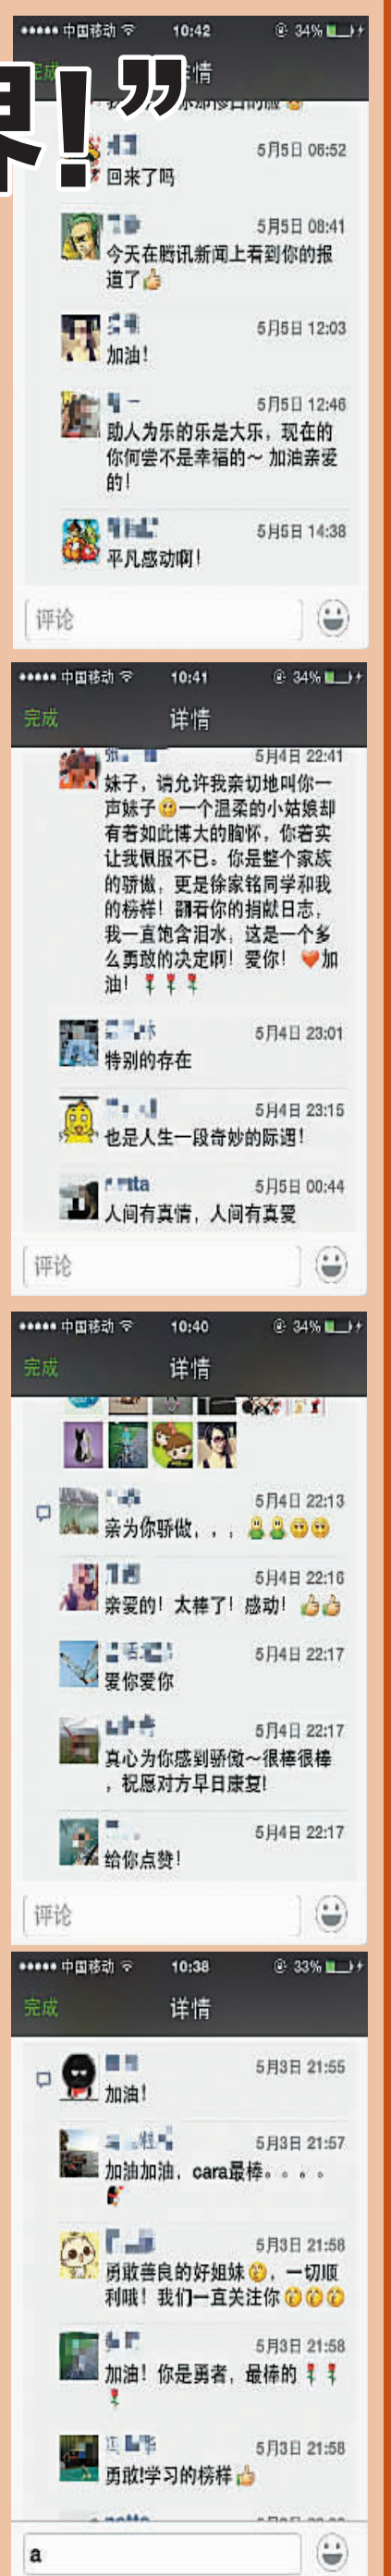 界!”
中国移动 10:42 34%
完成 详情
5月5日 06:52
回来了吗
5月5日 08:41
今天在腾讯新闻上看到你的报
道了
5月5日 12:03
加油!
5月5日 12:46
助人为乐的乐是大乐,现在的
你何尝不是幸福的~ 加油亲爱
的!
5月5日 14:38
平凡感动啊!
评论
中国移动 10:41 34%
完成 详情
张 5月4日 22:41
妹子,请允许我亲切地叫你一
声妹子 一个温柔的小姑娘却
有着如此博大的胸怀,你着实
让我佩服不已。你是整个家族
的骄傲,更是徐家铭同学和我
的榜样!翻看你的捐献日志,
我一直饱含泪水,这是一个多
么勇敢的决定啊!爱你! 加
油!
5月4日 23:01
特别的存在
5月4日 23:15
也是人生一段奇妙的际遇!
5月5日 00:44
人间有真情,人间有真爱
评论
中国移动 10:40 34%
完成 详情
5月4日 22:13
亲为你骄傲,,,
5月4日 22:16
亲爱的!太棒了!感动!
5月4日 22:17
爱你爱你
5月4日 22:17
真心为你感到骄傲~很棒很棒
,祝愿对方早日康复!
5月4日 22:17
给你点赞!
评论
中国移动 10:38 33%
完成 详情
5月3日 21:55
加油!
5月3日 21:57
加油加油,cara最棒。。。。
5月3日 21:58
勇敢善良的好姐妹,一切顺
利哦!我们一直关注你
5月3日 21:58
加油!你是勇者,最棒的
5月3日 21:58
勇敢!学习的榜样
a